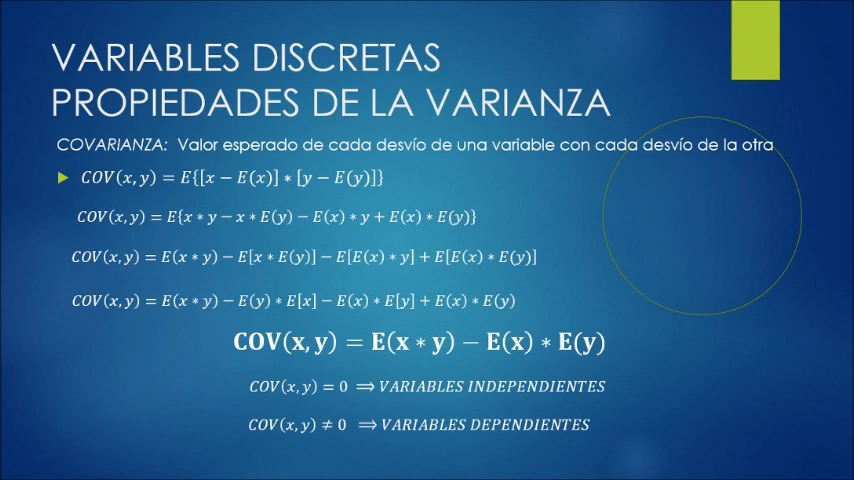 VARIABLES DISCRETAS
PROPIEDADES DE LA VARIANZA
COVARIANZA: Valor esperado de cada desvío de una variable con cada desvío de la otra
COV(x, y) = E{[x − E(x)] ∗ [y − E(y)]}
COV(x, y) = E{x ∗ y − x ∗ E(y) − E(x) ∗ y + E(x) ∗ E(y)}
COV(x, y) = E(x ∗ y) − E[x ∗ E(y)] − E[E(x) ∗ y] + E[E(x) ∗ E(y)]
COV(x, y) = E(x ∗ y) − E(y) ∗ E[x] − E(x) ∗ E[y] + E(x) ∗ E(y)
COV(x, y) = E(x ∗ y) − E(x) ∗ E(y)
COV(x, y) = 0 ⟹ VARIABLES INDEPENDIENTES
COV(x, y) ≠ 0 ⟹ VARIABLES DEPENDIENTES